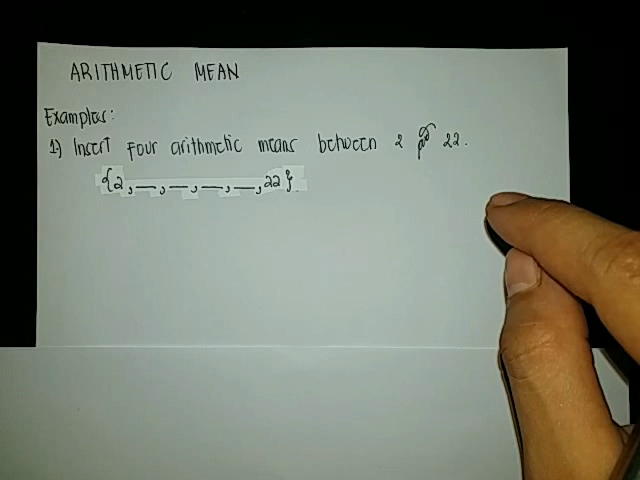 ARITHMETIC MEAN
Examples:
1) Insert four arithmetic means between 2 & 22.
{2,__,__,__,__,22}